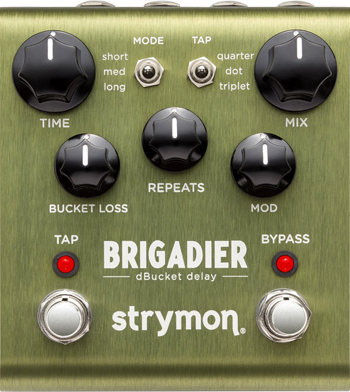 MODE
TAP
short
med
long
quarter
dot
triplet
TIME
MIX
REPEATS
BUCKET LOSS
MOD
TAP
BRIGADIER
dBucket delay
BYPASS
strymon®